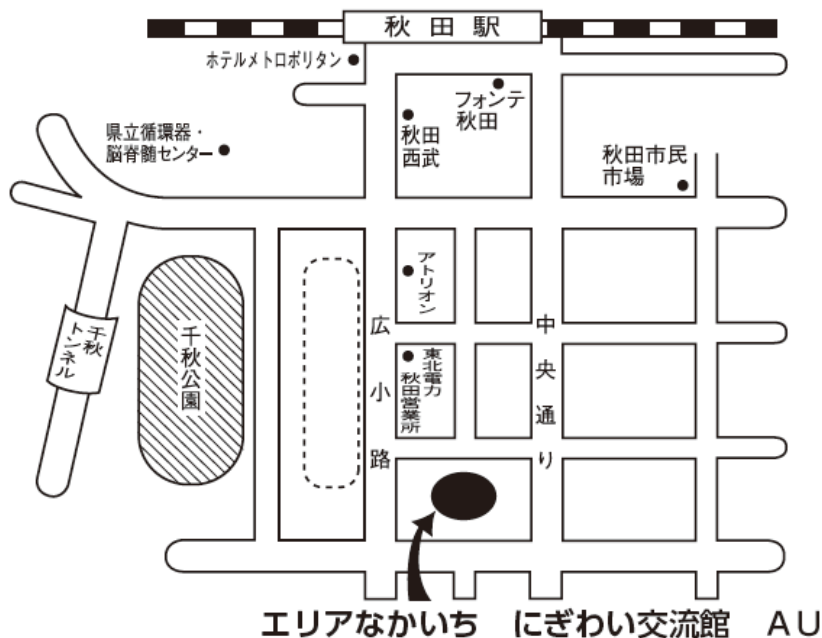 秋田駅
ホテルメトロポリタン
フォンテ
秋田
秋田
西武
県立循環器・
脳脊髄センター
秋田市民
市場
アトリオン
広小路
中央通り
千秋
トンネル
千秋公園
東北電力
秋田営業所
エリアなかいち　にぎわい交流館　AU